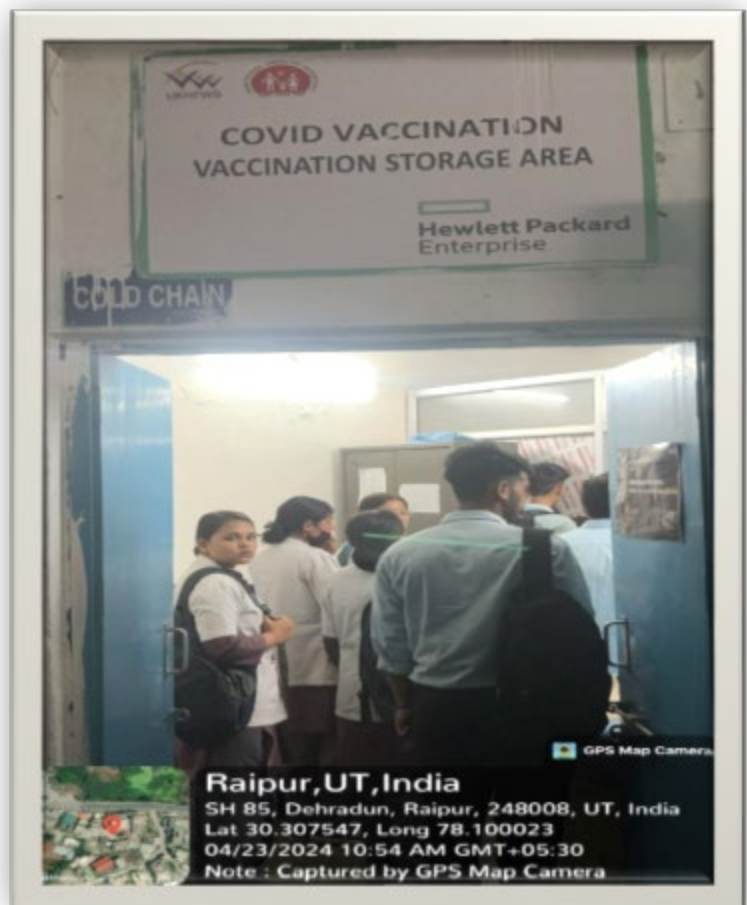 UKHFWS
COVID VACCINATION
VACCINATION STORAGE AREA
Hewlett Packard
Enterprise
COLD CHAIN
GPS Map Camera
Raipur,UT,India
SH 85, Dehradun, Raipur, 248008, UT, India
Lat 30.307547, Long 78.100023
04/23/2024 10:54 AM GMT+05:30
Note : Captured by GPS Map Camera